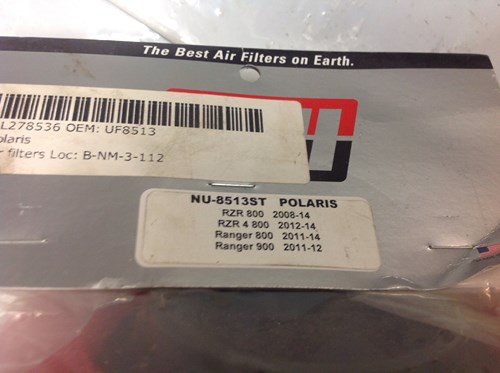 The Best Air Filters on Earth.
L278536 OEM: UF8513
olaris
r filters Loc: B-NM-3-112
NU-8513ST POLARIS
RZR 800 2008-14
RZR 4 800 2012-14
Ranger 800 2011-14
Ranger 900 2011-12